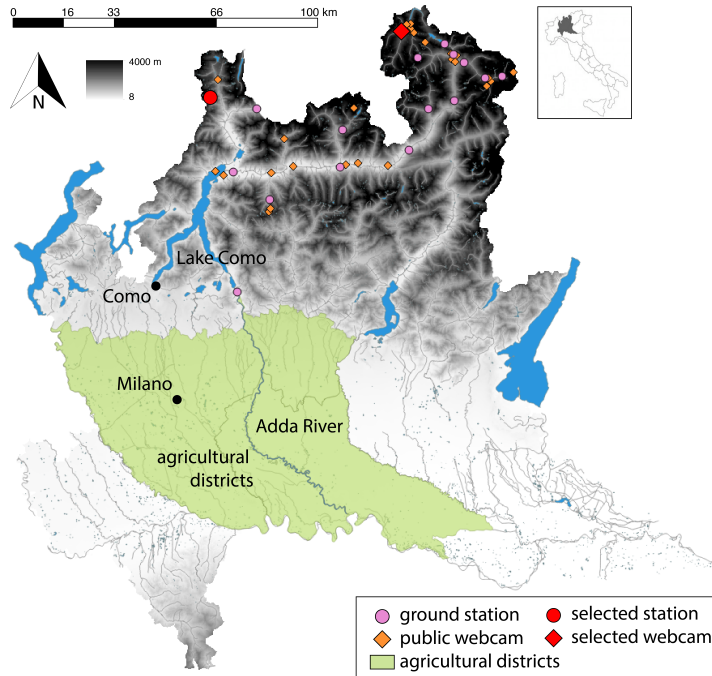 0 16 33 66 100 km
4000 m
8
N
Lake Como
Como
Milano
Adda River
agricultural
districts
ground station
selected station
public webcam
selected webcam
agricultural districts